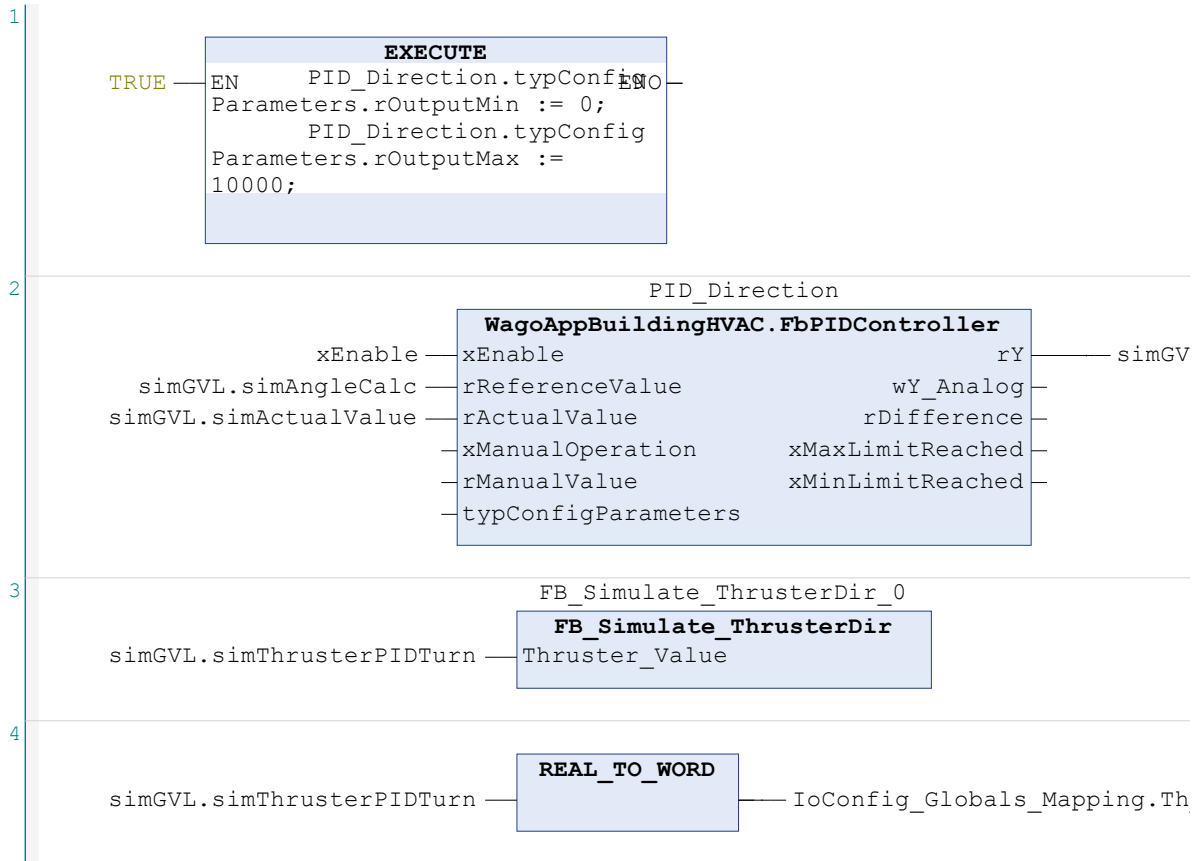 1
EXECUTE
TRUE EN PID_Direction.typConfig ENO
Parameters.rOutputMin := 0;
PID_Direction.typConfig
Parameters.rOutputMax :=
10000;
2
PID_Direction
WagoAppBuildingHVAC.FbPIDController
xEnable xEnable rY simGV
simGVL.simAngleCalc rReferenceValue wY_Analog
simGVL.simActualValue rActualValue rDifference
xManualOperation xMaxLimitReached
rManualValue xMinLimitReached
typConfigParameters
3
FB_Simulate_ThrusterDir_0
FB_Simulate_ThrusterDir
simGVL.simThrusterPIDTurn Thruster_Value
4
REAL_TO_WORD
simGVL.simThrusterPIDTurn IoConfig_Globals_Mapping.Th